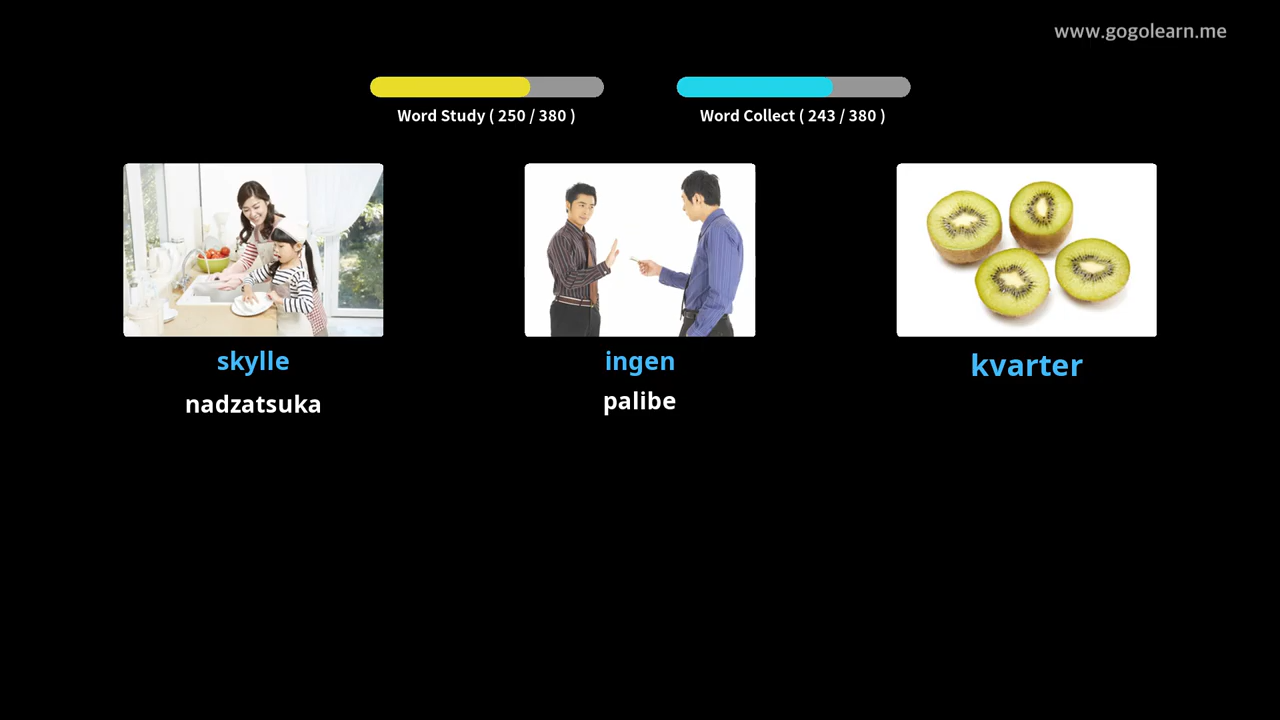 www.gogolearn.me
Word Study ( 250 / 380 )
Word Collect ( 243 / 380 )
skylle
ingen
kvarter
nadzatsuka
palibe